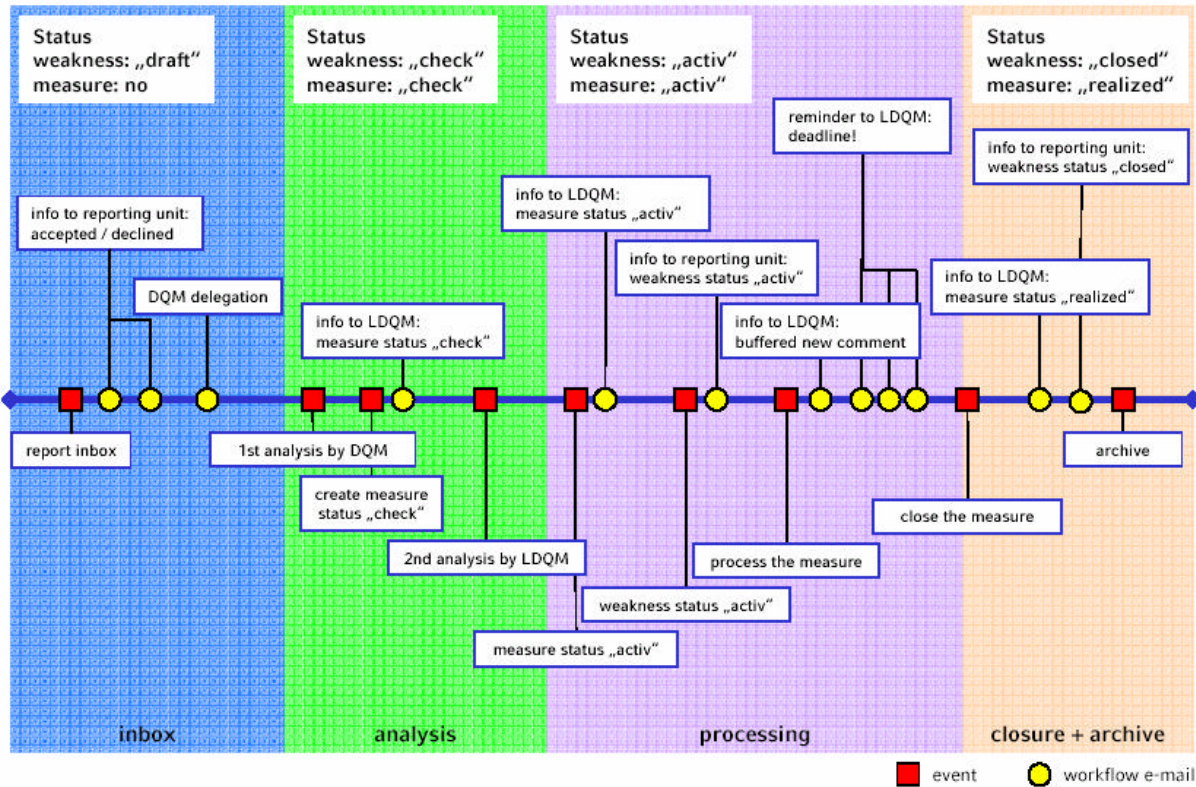 Status
weakness: „draft“
measure: no
Status
weakness: „check“
measure: „check“
Status
weakness: „activ“
measure: „activ“
Status
weakness: „closed“
measure: „realized“
reminder to LDQM:
deadline!
info to reporting unit:
weakness status „closed“
info to LDQM:
measure status „activ“
info to reporting unit:
accepted / declined
info to reporting unit:
weakness status „activ“
info to LDQM:
measure status „realized“
DQM delegation
info to LDQM:
measure status „check“
info to LDQM:
buffered new comment
report inbox
1st analysis by DQM
archive
create measure
status „check“
close the measure
2nd analysis by LDQM
process the measure
weakness status „activ“
measure status „activ“
inbox
analysis
processing
closure + archive
event
workflow e-mail